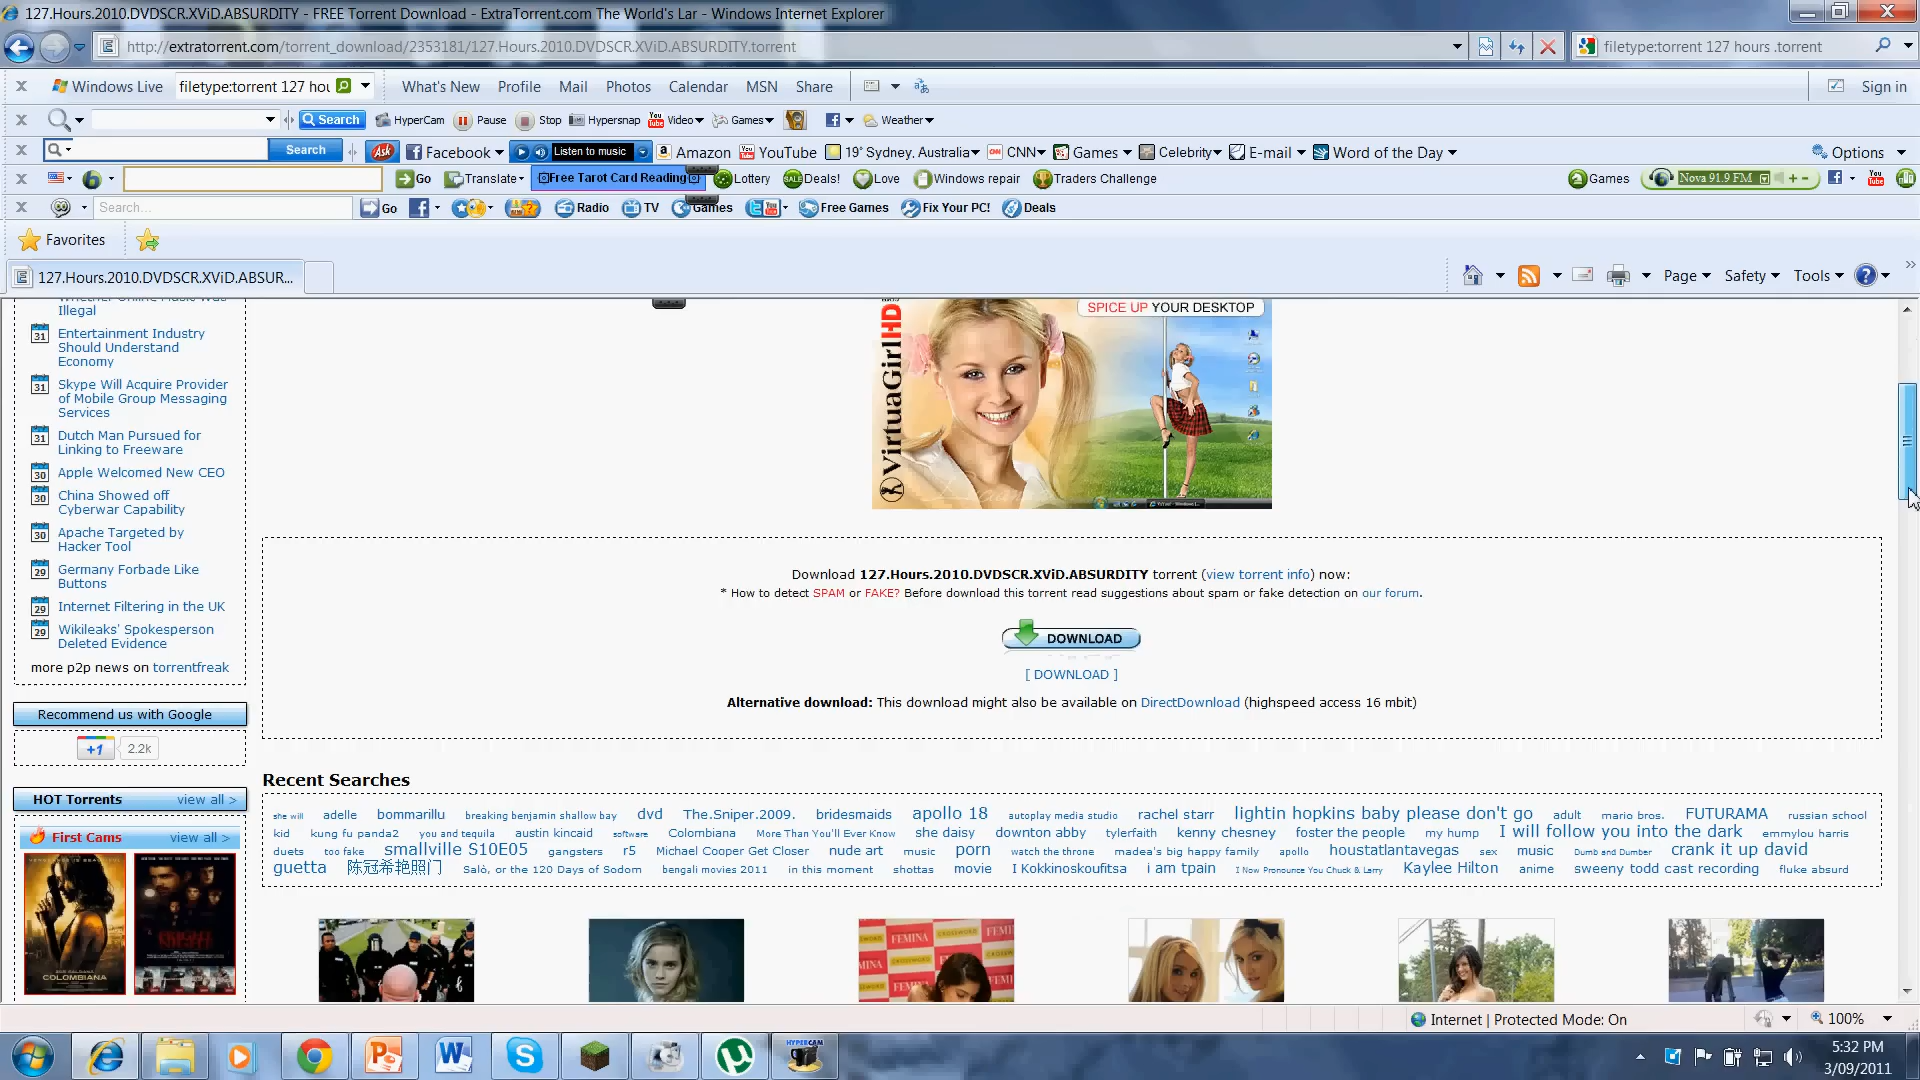 127.Hours.2010.DVDSCR.XViD.ABSURDITY - FREE Torrent Download - ExtraTorrent.com The World's Lar - Windows Internet Explorer
http://extratorrent.com/torrent_download/2353181/127.Hours.2010.DVDSCR.XViD.ABSURDITY.torrent
filetype:torrent 127 hours .torrent
Windows Live
filetype:torrent 127 hou
What's New Profile Mail Photos Calendar MSN Share
Sign in
Search HyperCam Pause Stop Hypersnap Video Games Weather
Search Ask Facebook Listen to music Amazon YouTube 19° Sydney, Australia CNN Games Celebrity E-mail Word of the Day Options
Go Translate Free Tarot Card Reading Lottery Deals! Love Windows repair Traders Challenge Games Nova 91.9 FM
Search... Go Radio TV Games Free Games Fix Your PC! Deals
Favorites
127.Hours.2010.DVDSCR.XViD.ABSUR...
Page Safety Tools
Whether Online Music Was
Illegal
Entertainment Industry
Should Understand
Economy
Skype Will Acquire Provider
of Mobile Group Messaging
Services
Dutch Man Pursued for
Linking to Freeware
Apple Welcomed New CEO
China Showed off
Cyberwar Capability
Apache Targeted by
Hacker Tool
Germany Forbade Like
Buttons
Internet Filtering in the UK
Wikileaks' Spokesperson
Deleted Evidence
more p2p news on torrentfreak
Recommend us with Google
+1 2.2k
HOT Torrents view all >
First Cams view all >
COLOMBIANA
VirtuaGirlHD
SPICE UP YOUR DESKTOP
Download 127.Hours.2010.DVDSCR.XViD.ABSURDITY torrent (view torrent info) now:
* How to detect SPAM or FAKE? Before download this torrent read suggestions about spam or fake detection on our forum.
DOWNLOAD
[ DOWNLOAD ]
Alternative download: This download might also be available on DirectDownload (highspeed access 16 mbit)
Recent Searches
she will adelle bommarillu breaking benjamin shallow bay dvd The.Sniper.2009. bridesmaids apollo 18 autoplay media studio rachel starr lightin hopkins baby please don't go adult mario bros. FUTURAMA russian school
kid kung fu panda2 you and tequila austin kincaid software Colombiana More Than You'll Ever Know she daisy downton abby tylerfaith kenny chesney foster the people my hump I will follow you into the dark emmylou harris
duets too fake smallville S10E05 gangsters r5 Michael Cooper Get Closer nude art music porn watch the throne madea's big happy family apollo houstatlantavegas sex music Dumb and Dumber crank it up david
guetta 陈冠希艳照门 Salò, or the 120 Days of Sodom bengali movies 2011 in this moment shottas movie I Kokkinoskoufitsa i am tpain I Now Pronounce You Chuck & Larry Kaylee Hilton anime sweeny todd cast recording fluke absurd
FEMINA
Internet | Protected Mode: On
100%
HYPERCAM
5:32 PM
3/09/2011